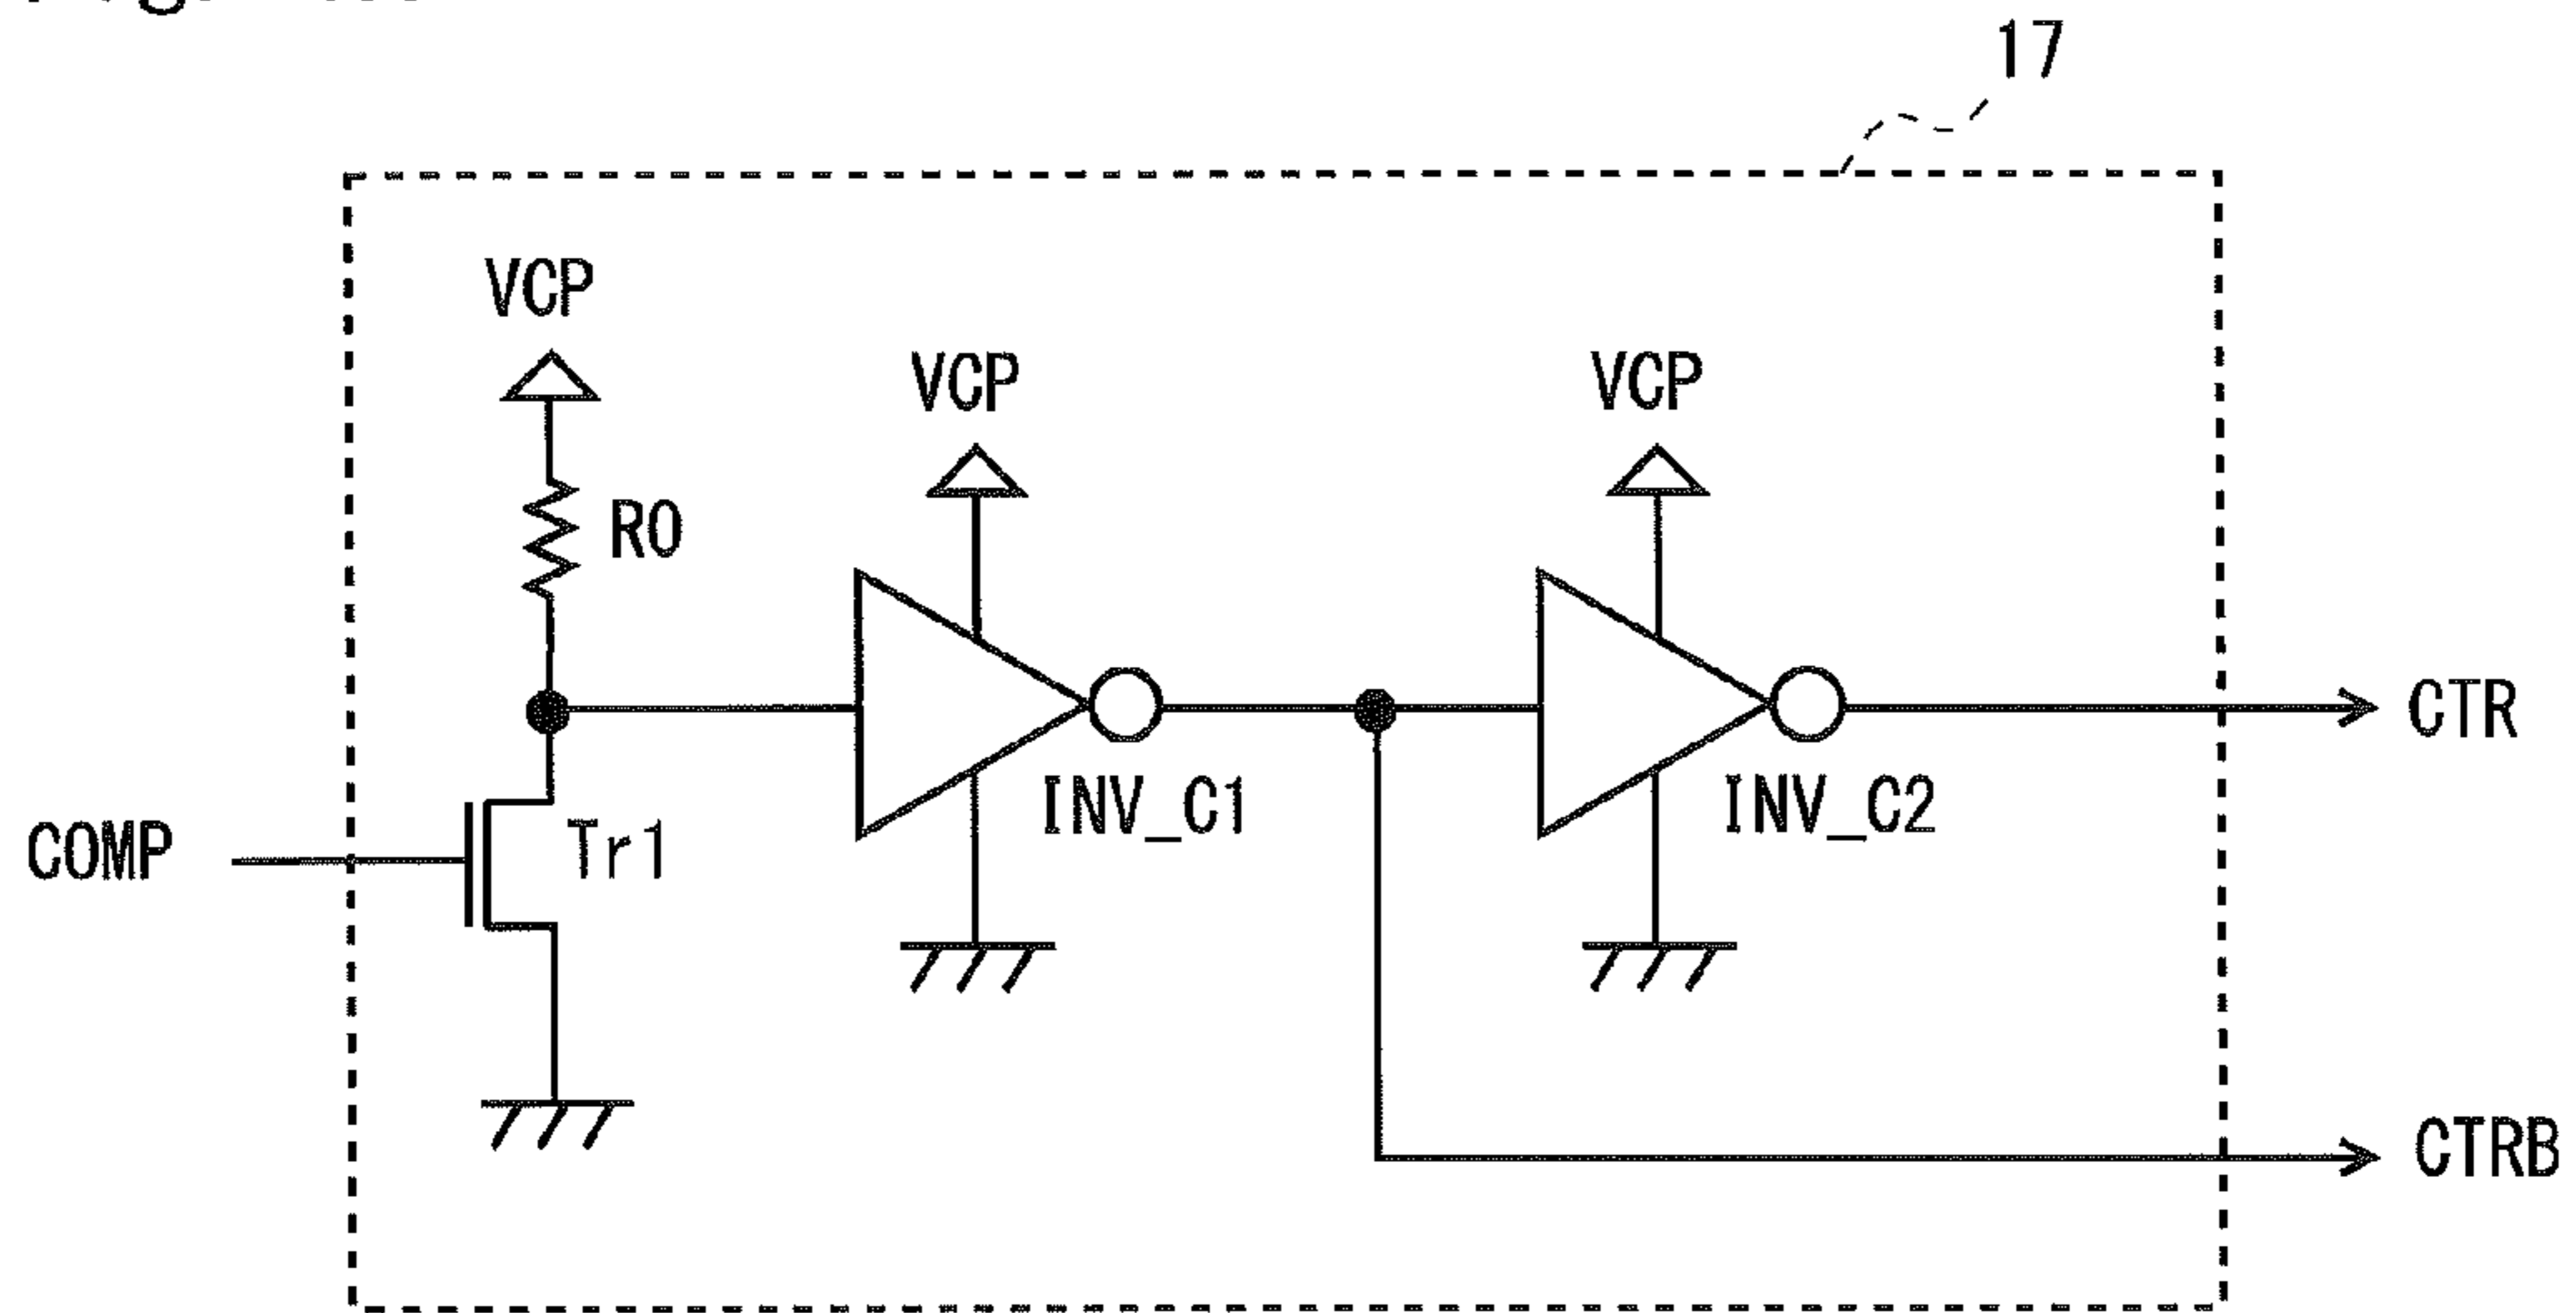 17
VCP
VCP
VCP
R0
CTR
INV_C1
INV_C2
COMP
Tr1
CTRB